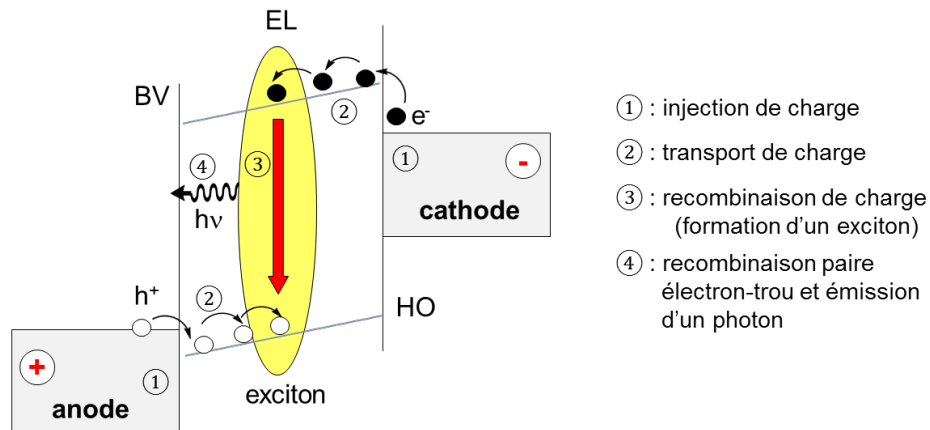 EL
BV
②
e⁻
① : injection de charge
①
② : transport de charge
④
③
-
hν
cathode
③ : recombinaison de charge
(formation d'un exciton)
④ : recombinaison paire
électron-trou et émission
d'un photon
h⁺
②
HO
+
①
anode
exciton